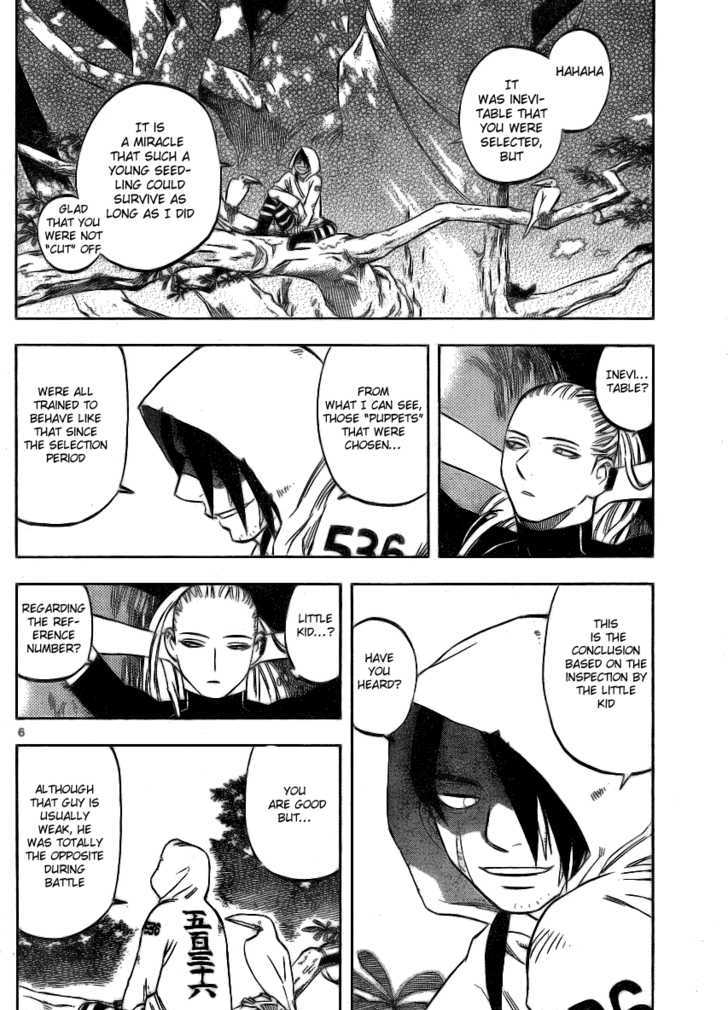 HAHAHA
IT
WAS INEVI-
TABLE THAT
YOU WERE
SELECTED,
BUT
IT IS
A MIRACLE
THAT SUCH A
YOUNG SEED-
LING COULD
SURVIVE AS
LONG AS I DID
GLAD
THAT YOU
WERE NOT
"CUT" OFF
INEVI...
TABLE?
FROM
WHAT I CAN SEE,
THOSE "PUPPETS"
THAT WERE
CHOSEN...
WERE ALL
TRAINED TO
BEHAVE LIKE
THAT SINCE
THE SELECTION
PERIOD
536
THIS
IS THE
CONCLUSION
BASED ON THE
INSPECTION
BY THE LITTLE
KID
HAVE
YOU
HEARD?
536
LITTLE
KID...?
REGARDING
THE REF-
ERENCE
NUMBER?
6
YOU
ARE GOOD
BUT...
ALTHOUGH
THAT GUY IS
USUALLY
WEAK, HE
WAS TOTALLY
THE OPPOSITE
DURING
BATTLE
536
五百三十六